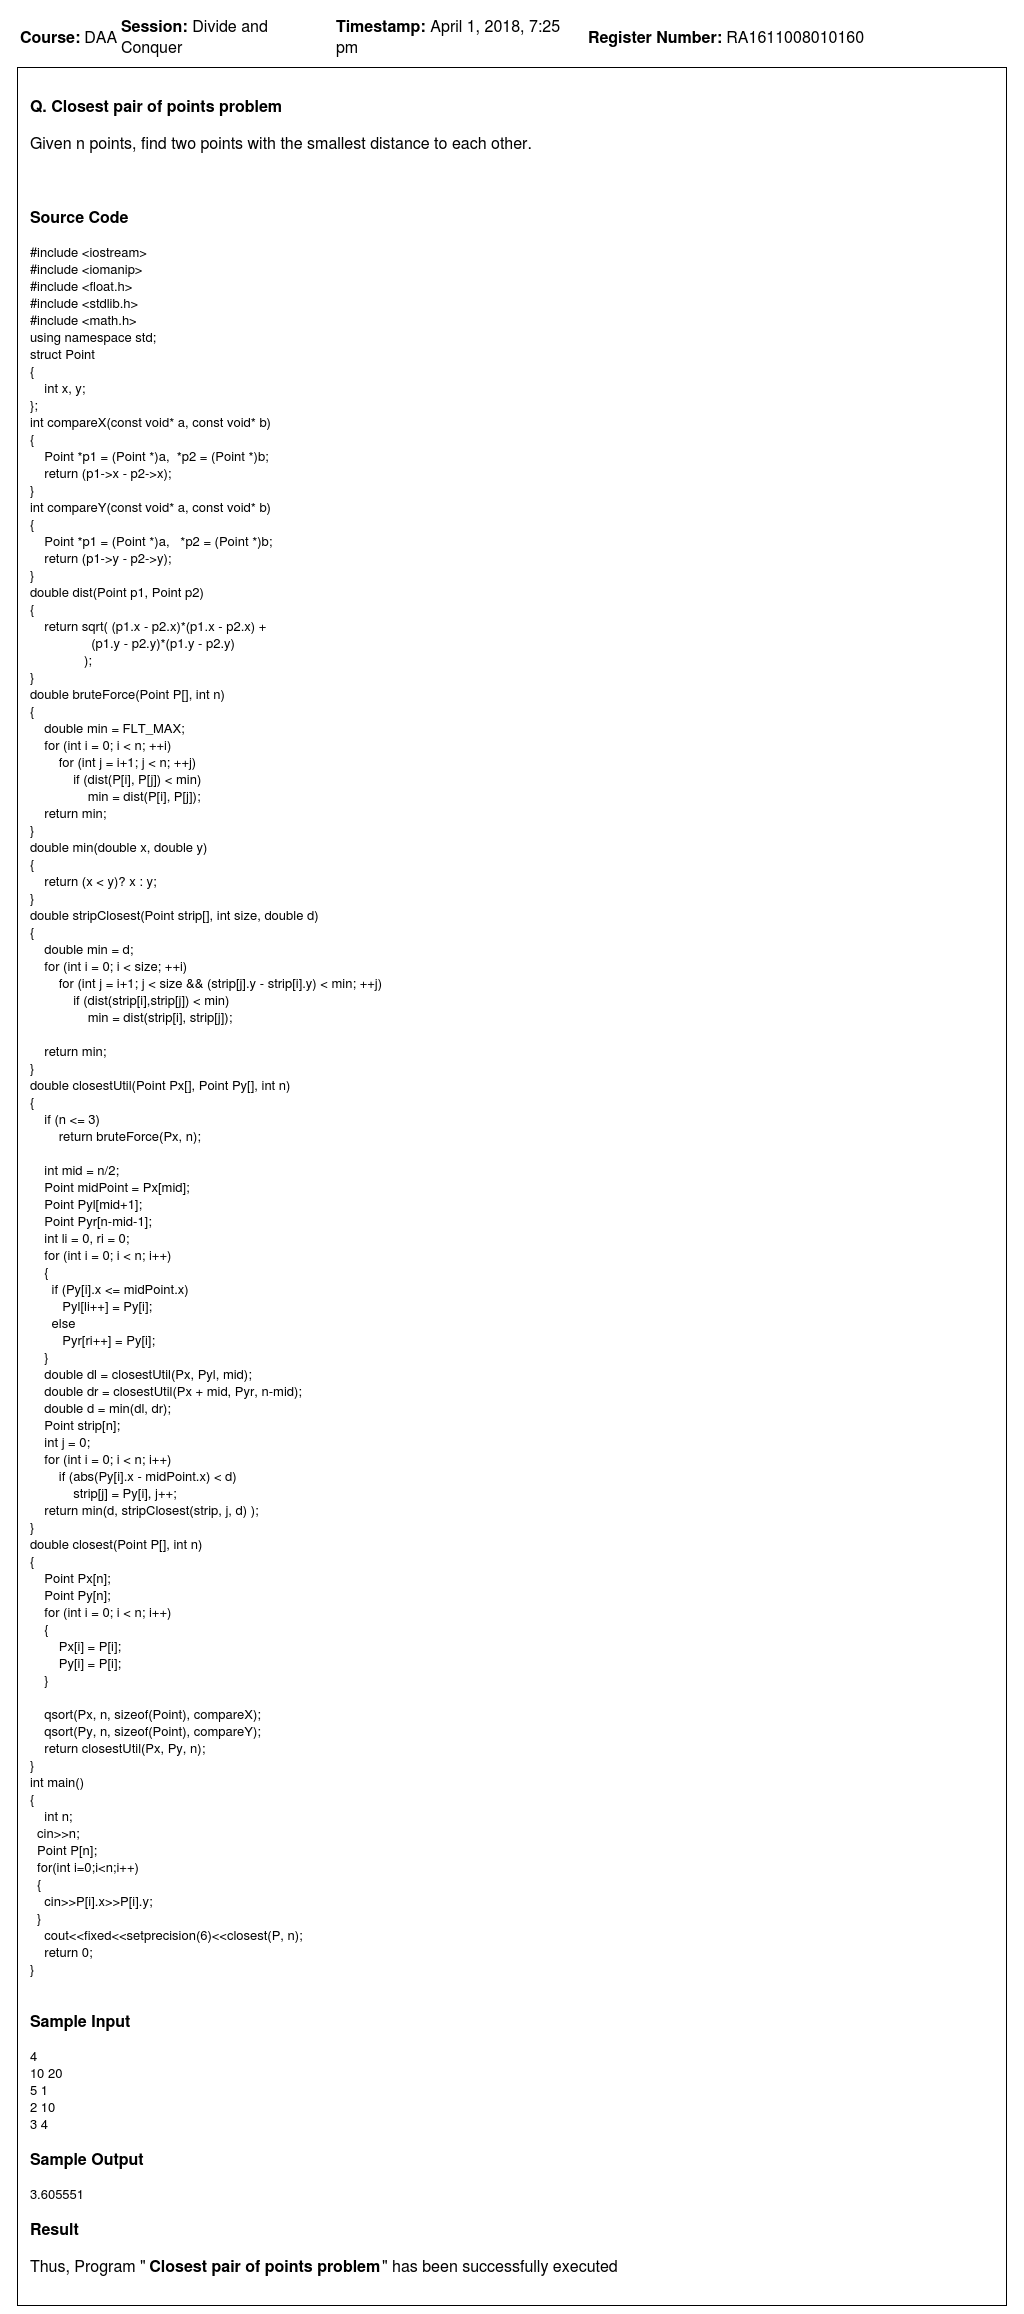 Course: DAA Session: Divide and Conquer Timestamp: April 1, 2018, 7:25 pm Register Number: RA1611008010160
Q. Closest pair of points problem
Given n points, find two points with the smallest distance to each other.
Source Code
#include <iostream>
#include <iomanip>
#include <float.h>
#include <stdlib.h>
#include <math.h>
using namespace std;
struct Point
{
    int x, y;
};
int compareX(const void* a, const void* b)
{
    Point *p1 = (Point *)a,  *p2 = (Point *)b;
    return (p1->x - p2->x);
}
int compareY(const void* a, const void* b)
{
    Point *p1 = (Point *)a,   *p2 = (Point *)b;
    return (p1->y - p2->y);
}
double dist(Point p1, Point p2)
{
    return sqrt( (p1.x - p2.x)*(p1.x - p2.x) +
                 (p1.y - p2.y)*(p1.y - p2.y)
               );
}
double bruteForce(Point P[], int n)
{
    double min = FLT_MAX;
    for (int i = 0; i < n; ++i)
        for (int j = i+1; j < n; ++j)
            if (dist(P[i], P[j]) < min)
                min = dist(P[i], P[j]);
    return min;
}
double min(double x, double y)
{
    return (x < y)? x : y;
}
double stripClosest(Point strip[], int size, double d)
{
    double min = d;
    for (int i = 0; i < size; ++i)
        for (int j = i+1; j < size && (strip[j].y - strip[i].y) < min; ++j)
            if (dist(strip[i],strip[j]) < min)
                min = dist(strip[i], strip[j]);
    return min;
}
double closestUtil(Point Px[], Point Py[], int n)
{
    if (n <= 3)
        return bruteForce(Px, n);
    int mid = n/2;
    Point midPoint = Px[mid];
    Point Pyl[mid+1];
    Point Pyr[n-mid-1];
    int li = 0, ri = 0;
    for (int i = 0; i < n; i++)
    {
      if (Py[i].x <= midPoint.x)
         Pyl[li++] = Py[i];
      else
         Pyr[ri++] = Py[i];
    }
    double dl = closestUtil(Px, Pyl, mid);
    double dr = closestUtil(Px + mid, Pyr, n-mid);
    double d = min(dl, dr);
    Point strip[n];
    int j = 0;
    for (int i = 0; i < n; i++)
        if (abs(Py[i].x - midPoint.x) < d)
            strip[j] = Py[i], j++;
    return min(d, stripClosest(strip, j, d) );
}
double closest(Point P[], int n)
{
    Point Px[n];
    Point Py[n];
    for (int i = 0; i < n; i++)
    {
        Px[i] = P[i];
        Py[i] = P[i];
    }
    qsort(Px, n, sizeof(Point), compareX);
    qsort(Py, n, sizeof(Point), compareY);
    return closestUtil(Px, Py, n);
}
int main()
{
    int n;
  cin>>n;
  Point P[n];
  for(int i=0;i<n;i++)
  {
    cin>>P[i].x>>P[i].y;
  }
    cout<<fixed<<setprecision(6)<<closest(P, n);
    return 0;
}
Sample Input
4
10 20
5 1
2 10
3 4
Sample Output
3.605551
Result
Thus, Program " Closest pair of points problem" has been successfully executed